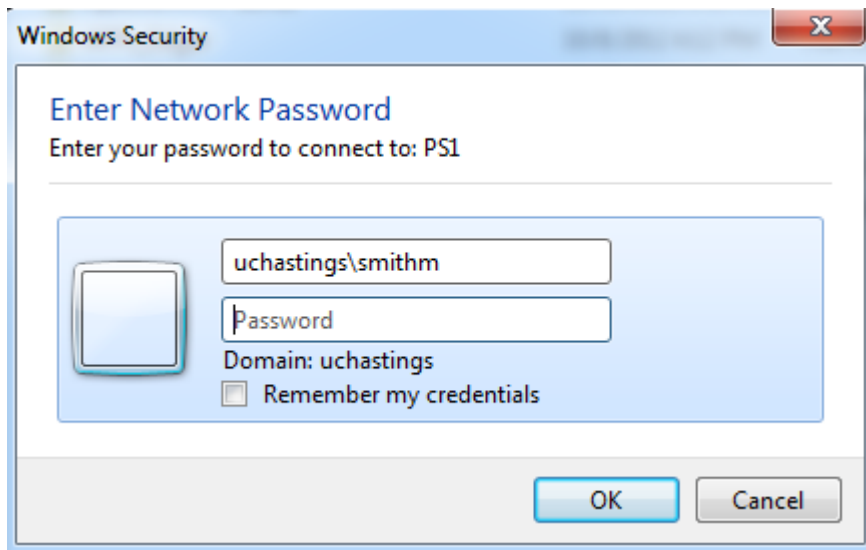 Windows Security
Enter Network Password
Enter your password to connect to: PS1
uchastings\smithm
Password
Domain: uchastings
Remember my credentials
OK
Cancel